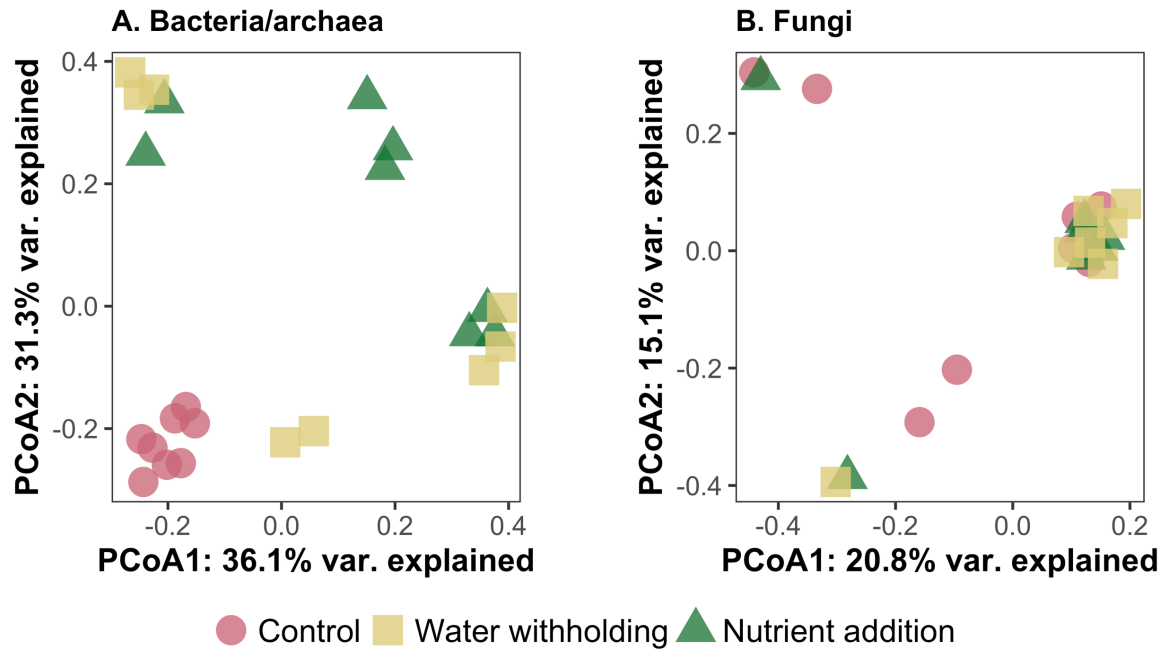 A. Bacteria/archaea
PCoA2: 31.3% var. explained
0.4
0.2
0.0
-0.2
-0.2
0.0
0.2
0.4
PCoA1: 36.1% var. explained
B. Fungi
PCoA2: 15.1% var. explained
0.2
0.0
-0.2
-0.4
-0.4
-0.2
0.0
0.2
PCoA1: 20.8% var. explained
Control
Water withholding
Nutrient addition